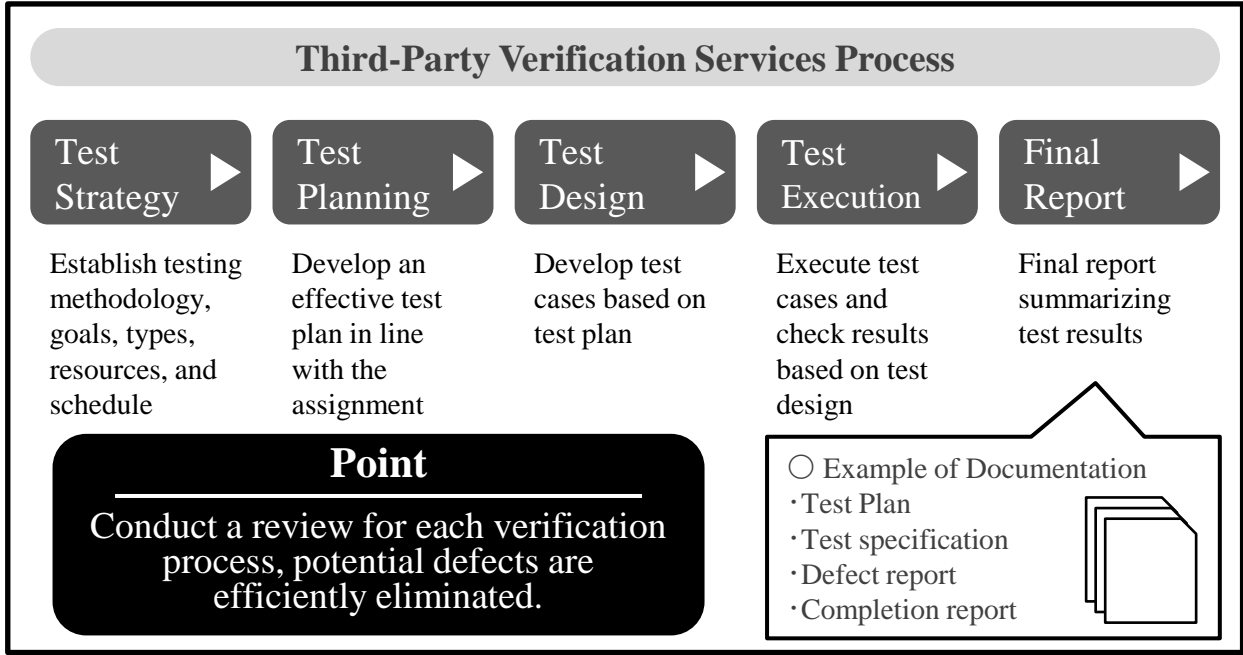 Third-Party Verification Services Process
Test
Strategy
Test
Planning
Test
Design
Test
Execution
Final
Report
Establish testing
methodology,
goals, types,
resources, and
schedule
Develop an
effective test
plan in line
with the
assignment
Develop test
cases based on
test plan
Execute test
cases and
check results
based on test
design
Final report
summarizing
test results
Point
Conduct a review for each verification
process, potential defects are
efficiently eliminated.
○ Example of Documentation
・Test Plan
・Test specification
・Defect report
・Completion report